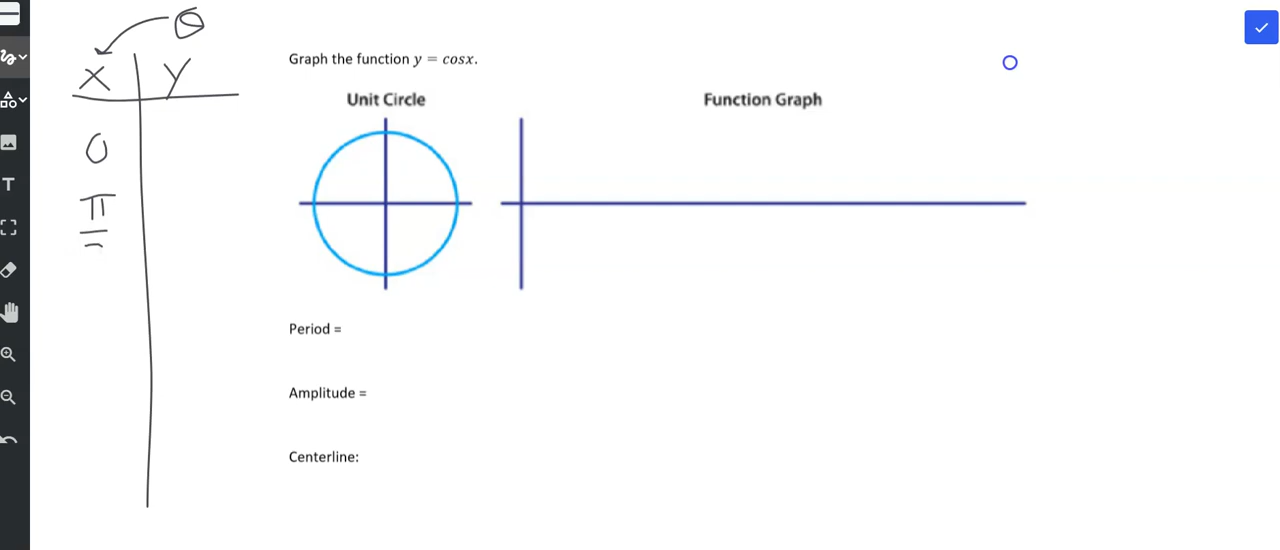 θ
x y
0
π
Graph the function y = cosx.
Unit Circle
Function Graph
Period =
Amplitude =
Centerline:
T